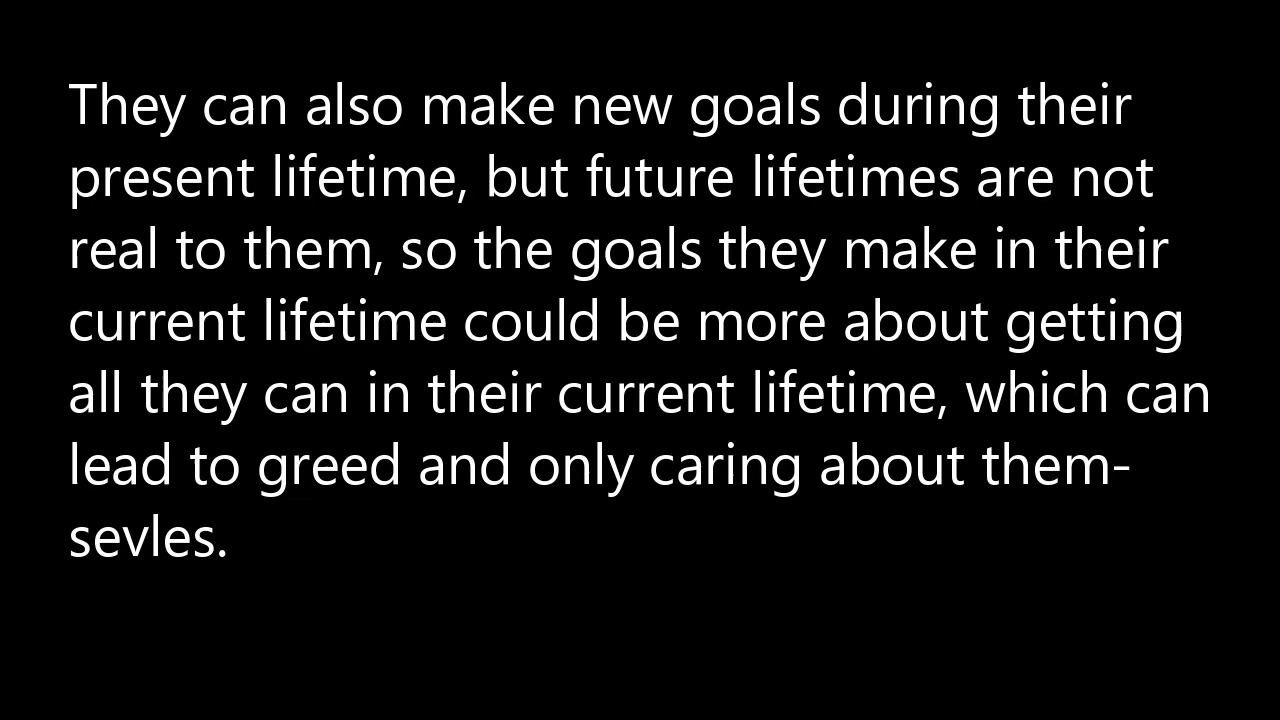 They can also make new goals during their
present lifetime, but future lifetimes are not
real to them, so the goals they make in their
current lifetime could be more about getting
all they can in their current lifetime, which can
lead to greed and only caring about them-
sevles.